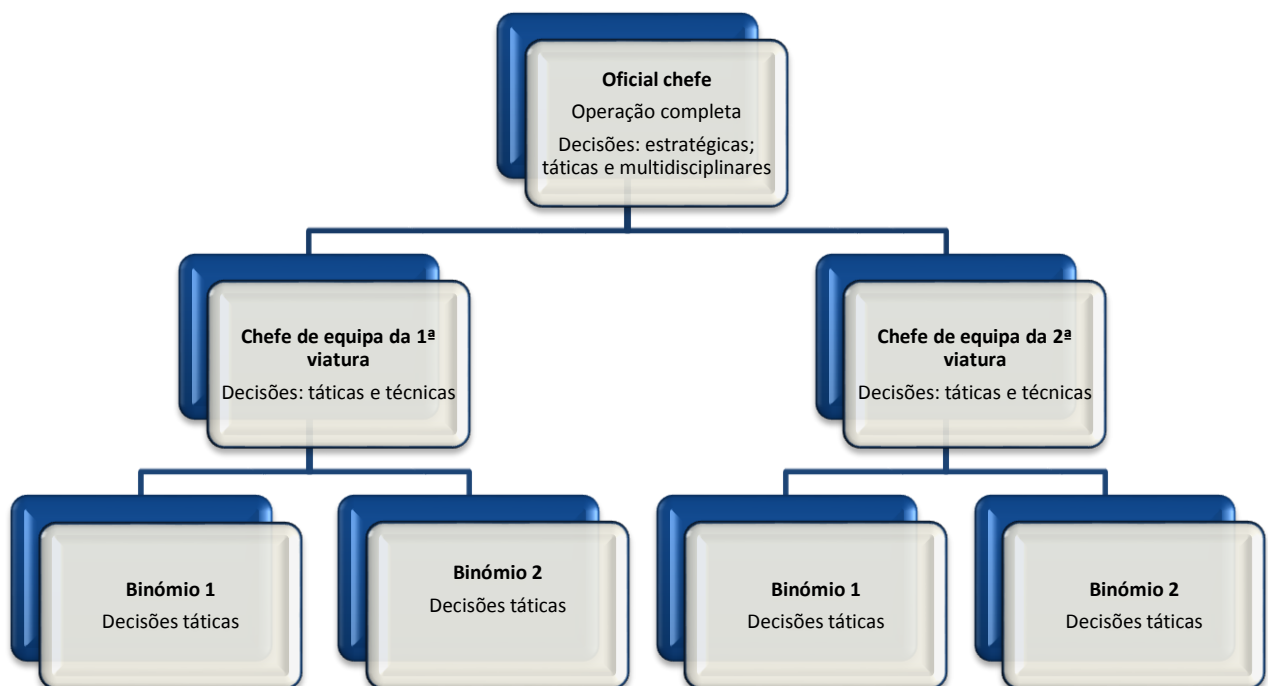 Oficial chefe
Operação completa
Decisões: estratégicas;
táticas e multidisciplinares
Chefe de equipa da 1ª
viatura
Decisões: táticas e técnicas
Chefe de equipa da 2ª
viatura
Decisões: táticas e técnicas
Binómio 1
Decisões táticas
Binómio 2
Decisões táticas
Binómio 1
Decisões táticas
Binómio 2
Decisões táticas